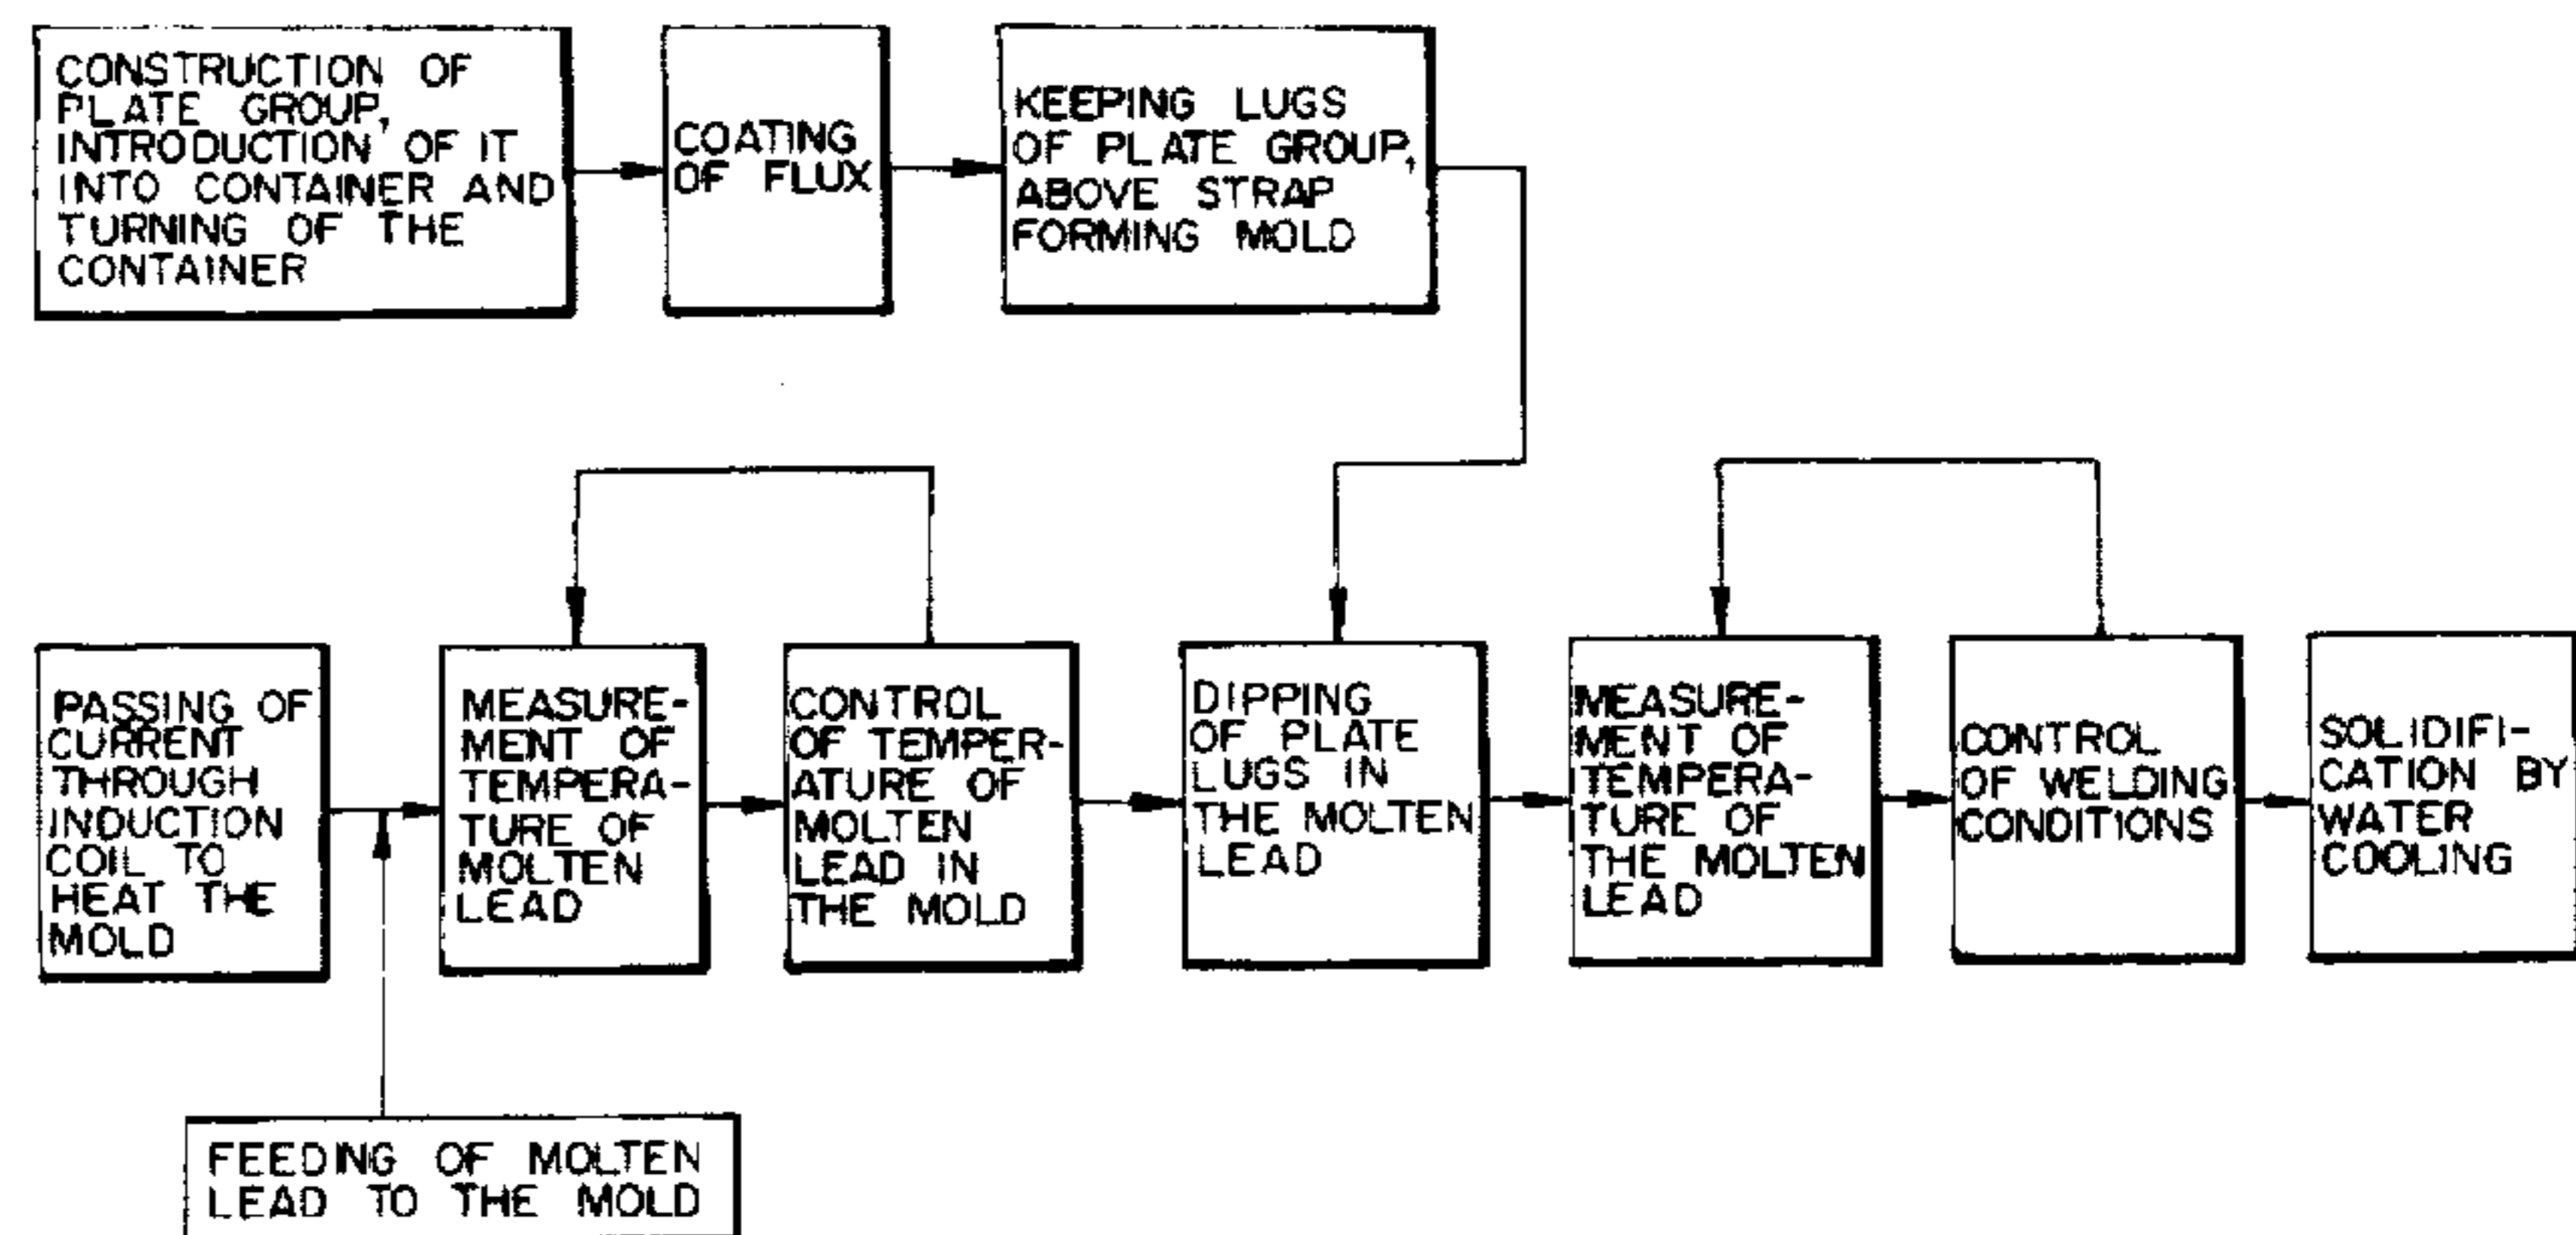 CONSTRUCTION OF
PLATE GROUP,
INTRODUCTION OF IT
INTO CONTAINER AND
TURNING OF THE
CONTAINER
COATING
OF FLUX
KEEPING LUGS
OF PLATE GROUP,
ABOVE STRAP
FORMING MOLD
PASSING OF
CURRENT
THROUGH
INDUCTION
COIL TO
HEAT THE
MOLD
MEASURE-
MENT OF
TEMPERA-
TURE OF
MOLTEN
LEAD
CONTROL
OF TEMPER-
ATURE OF
MOLTEN
LEAD IN
THE MOLD
DIPPING
OF PLATE
LUGS IN
THE MOLTEN
LEAD
MEASURE-
MENT OF
TEMPERA-
TURE OF
THE MOLTEN
LEAD
CONTROL
OF WELDING
CONDITIONS
SOLIDIFI-
CATION BY
WATER
COOLING
FEEDING OF MOLTEN
LEAD TO THE MOLD